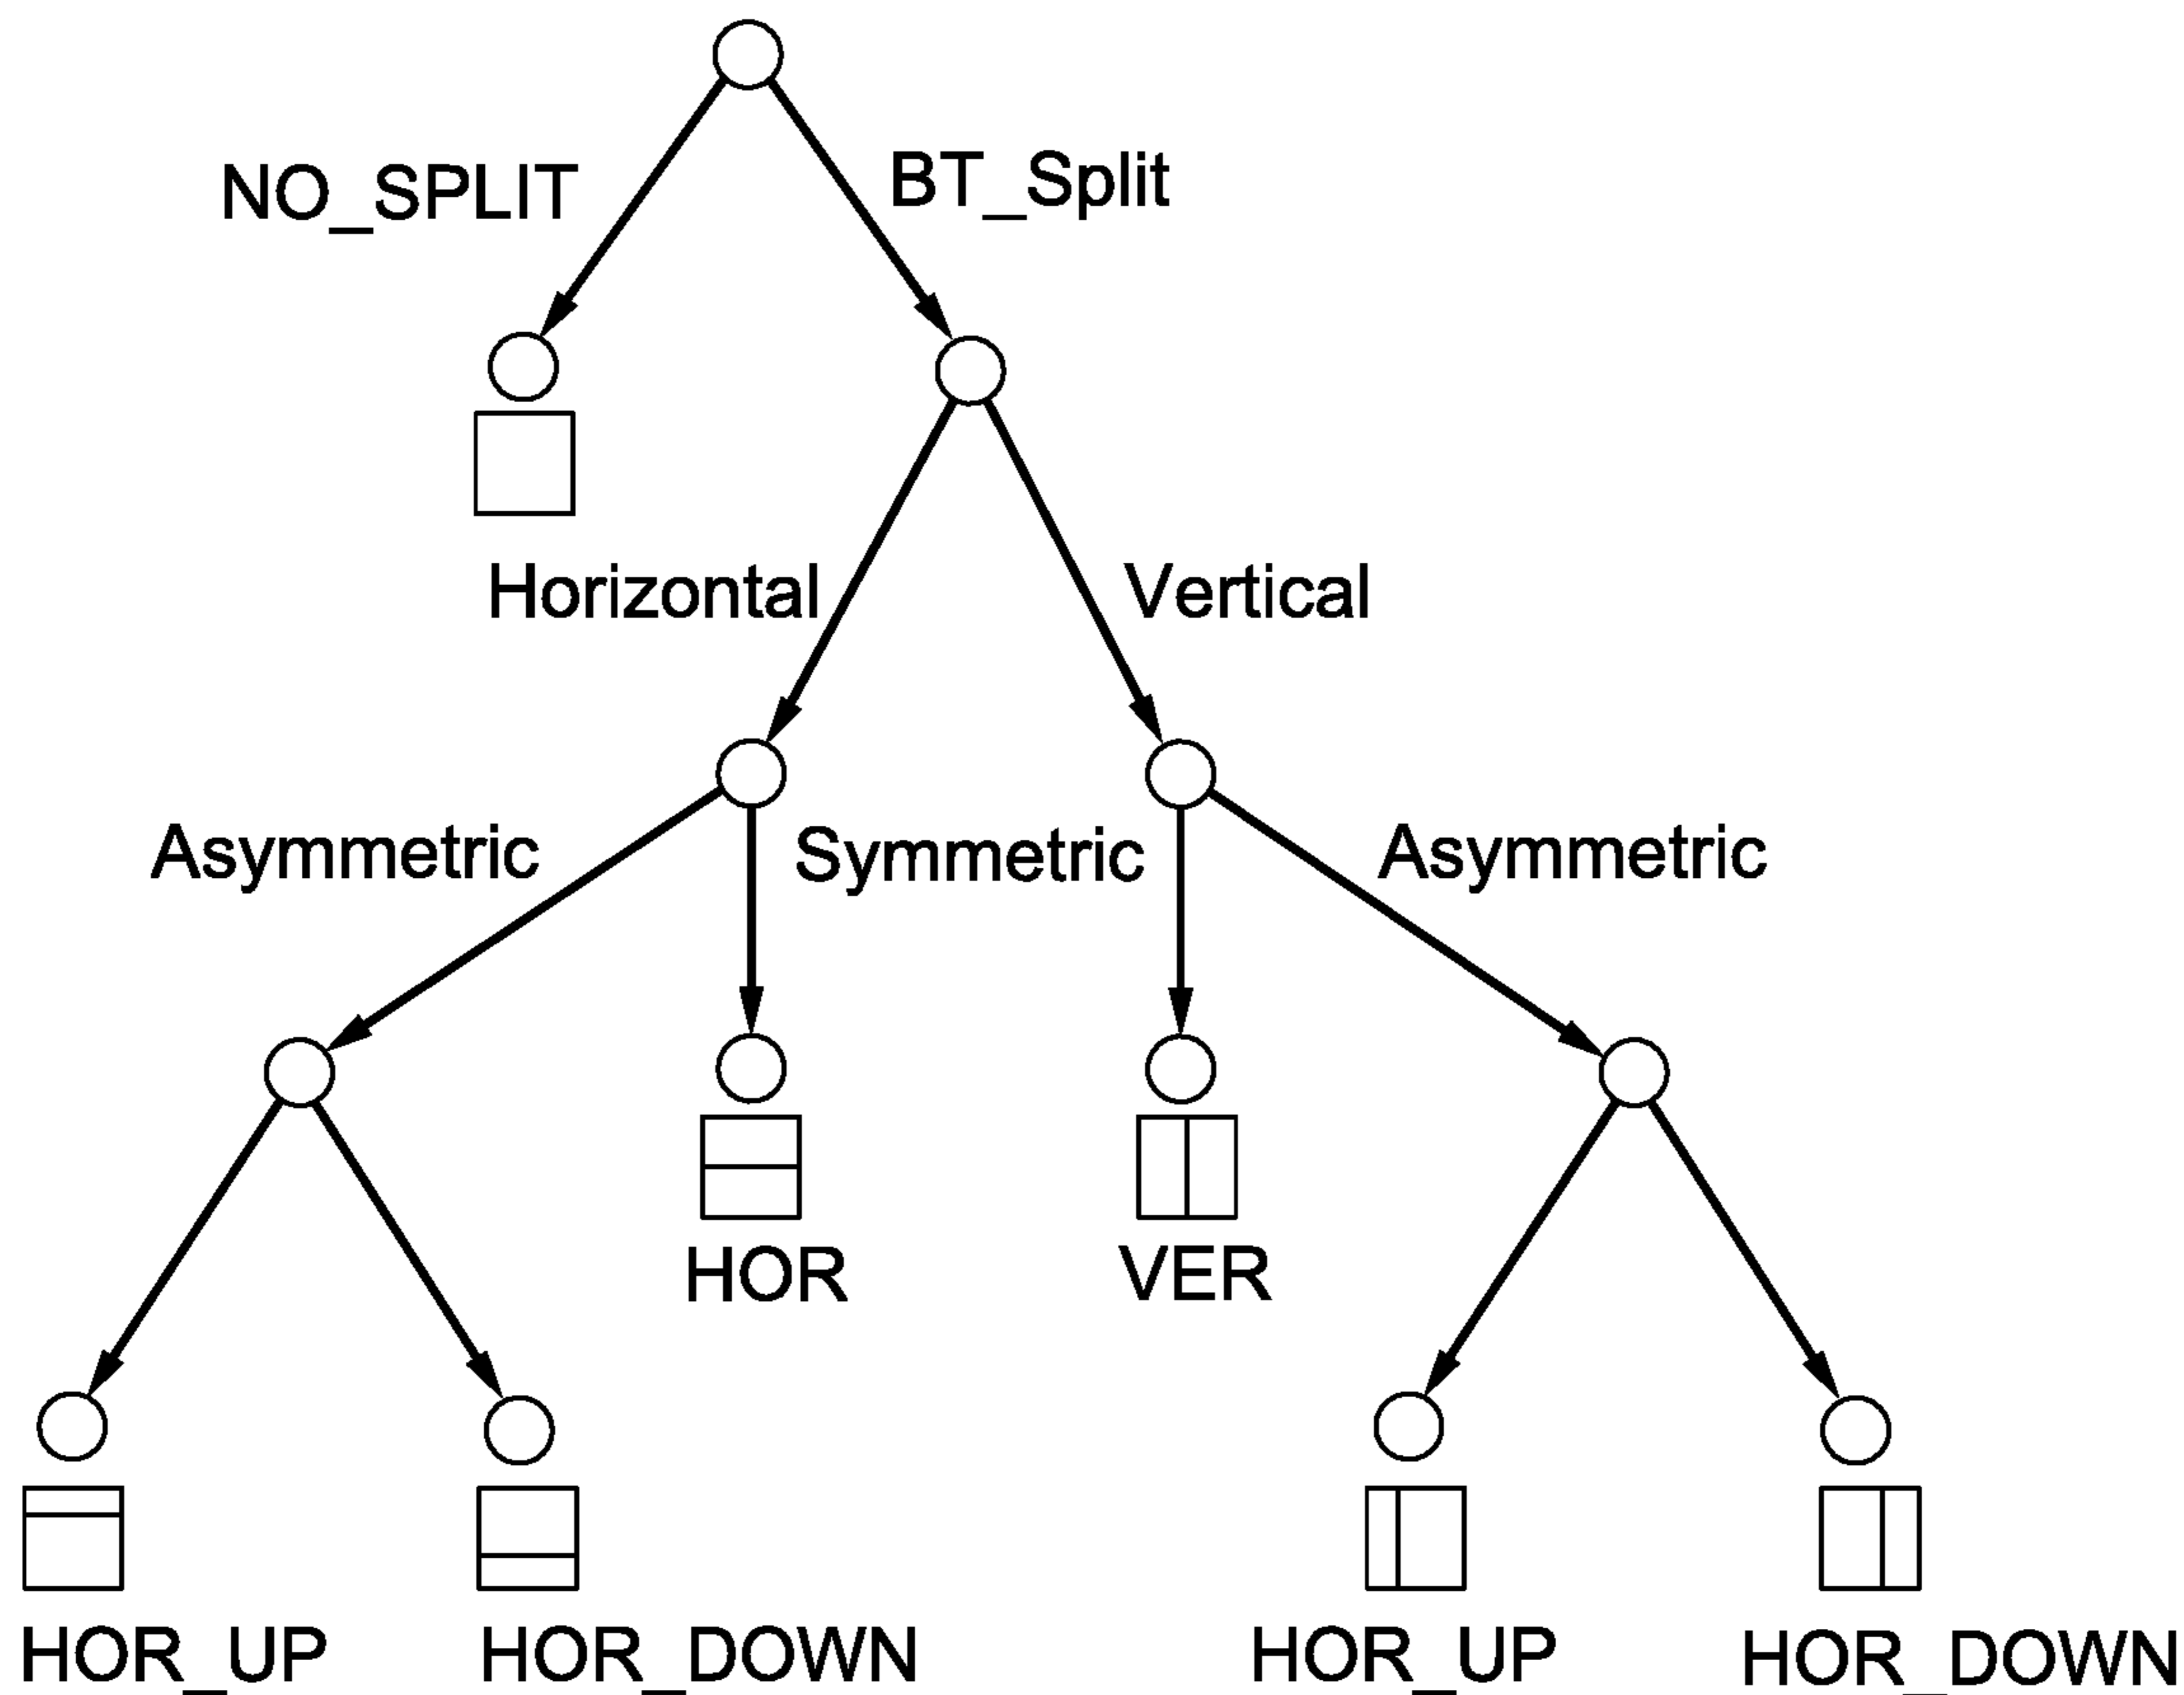 NO_SPLIT
BT_Split
Horizontal
Vertical
Asymmetric
Symmetric
Asymmetric
HOR
VER
HOR_UP
HOR_DOWN
HOR_UP
HOR_DOWN